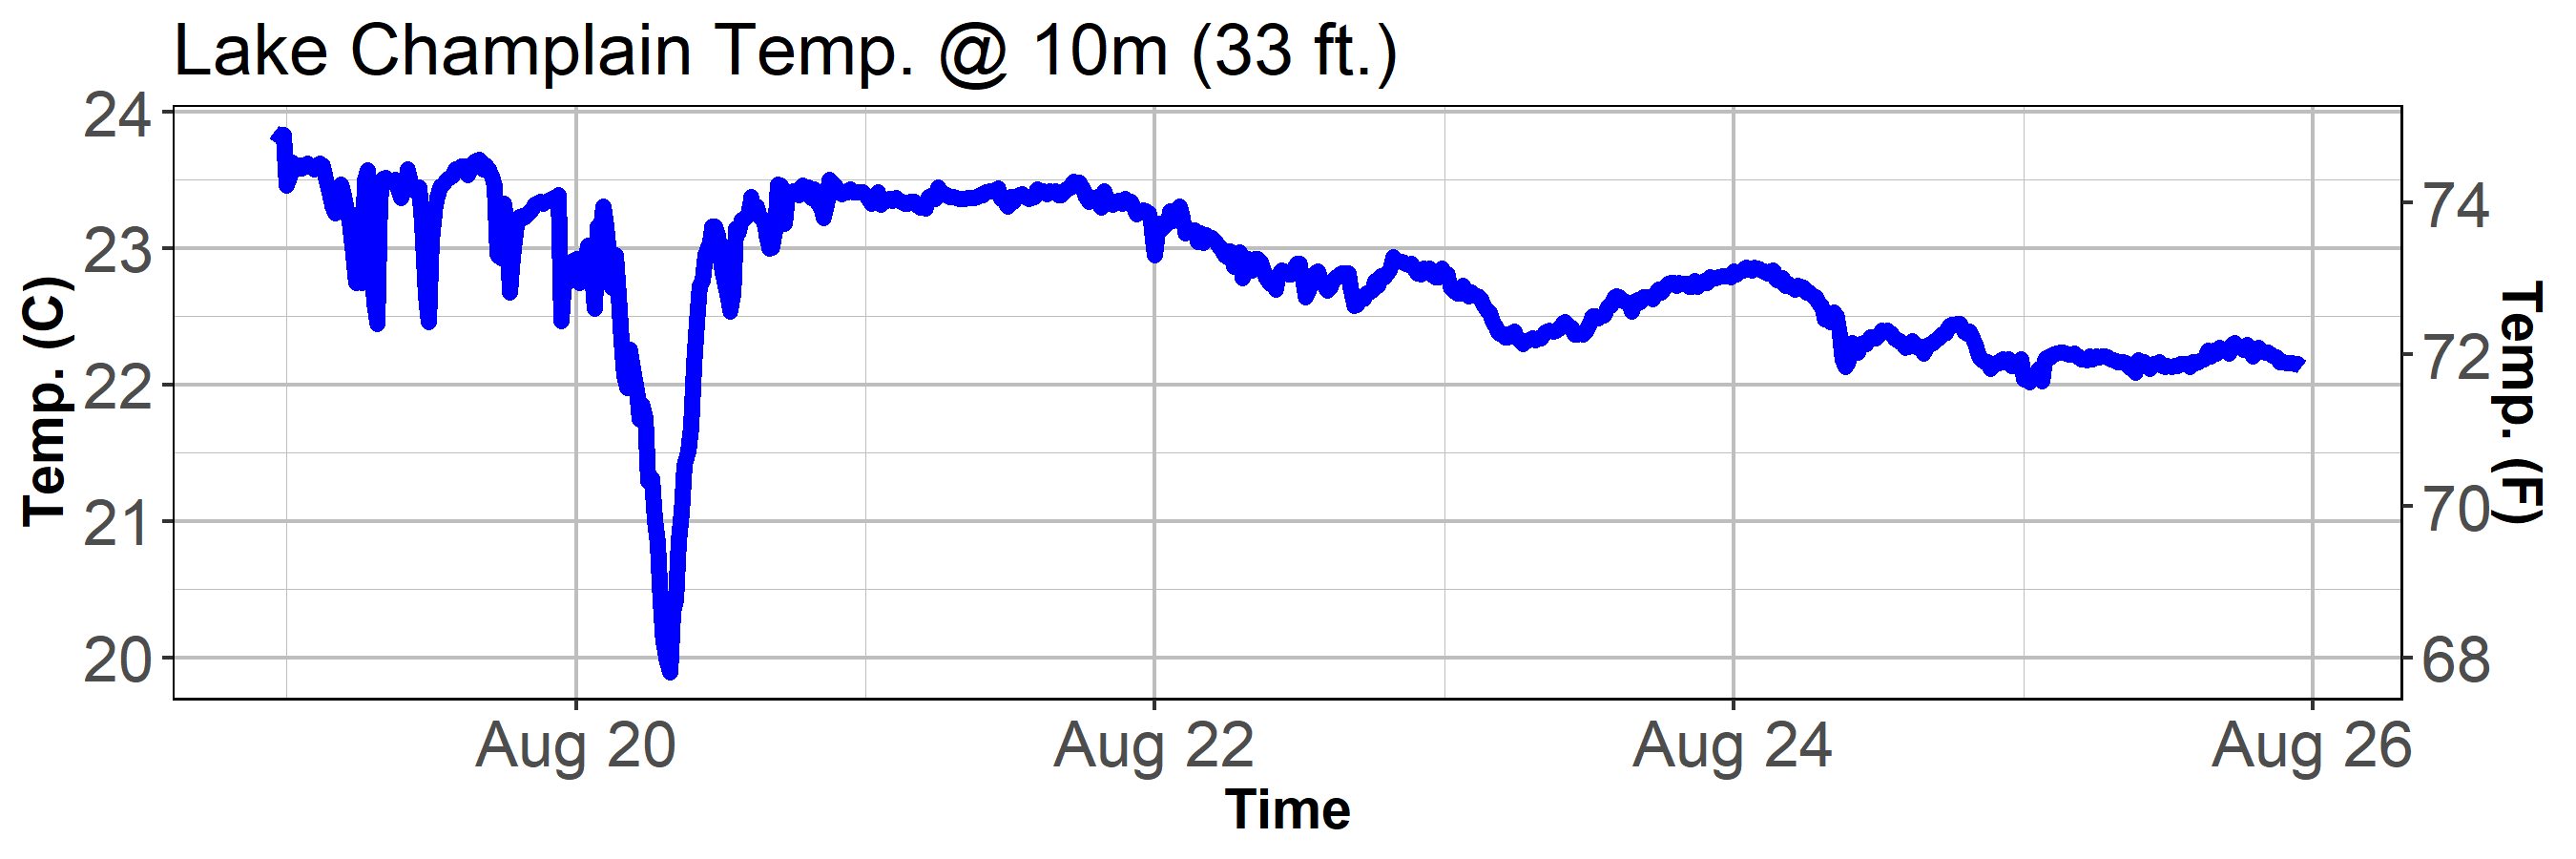 Lake Champlain Temp. @ 10m (33 ft.)
24
23
22
21
20
Temp. (C)
74
72
70
68
Temp. (F)
Aug 20 Aug 22 Aug 24 Aug 26
Time